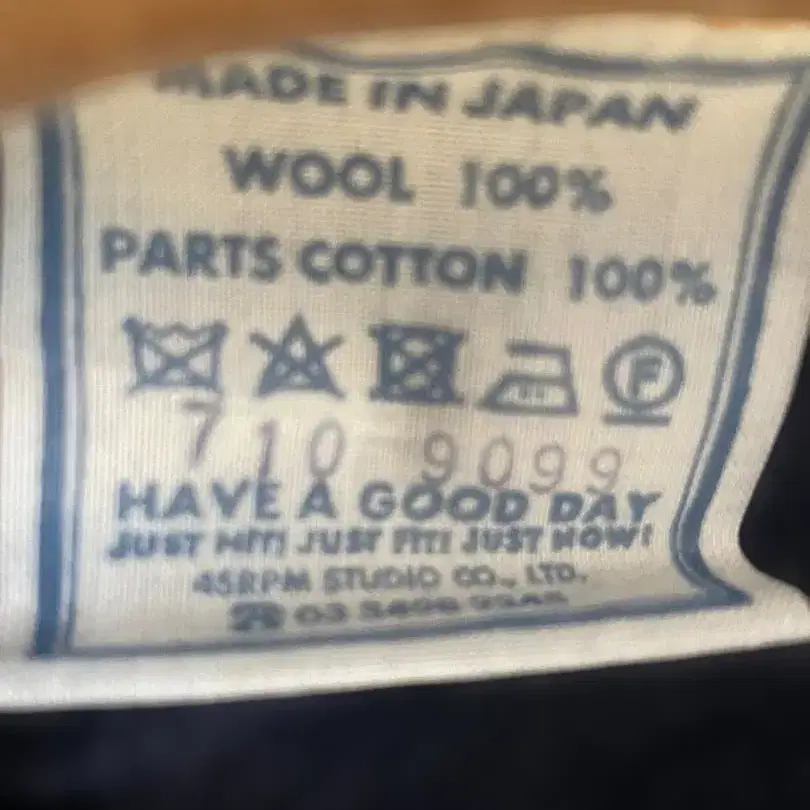 MADE IN JAPAN
WOOL 100%
PARTS COTTON 100%
F
710 9099
HAVE A GOOD DAY
JUST HIT! JUST FIT! JUST NOW!
45RPM STUDIO CO., LTD.
03